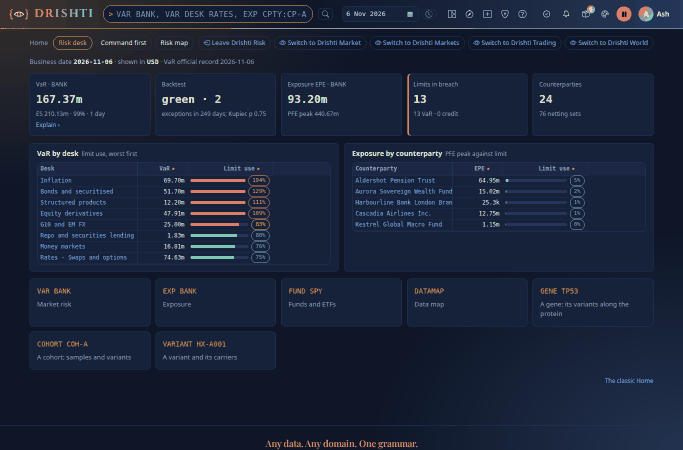 { } DRISHTI
> VAR BANK, VAR DESK RATES, EXP CPTY:CP-A
6 Nov 2026
6
A Ash
Home Risk desk Command first Risk map Leave Drishti Risk Switch to Drishti Market Switch to Drishti Markets Switch to Drishti Trading Switch to Drishti World
Business date 2026-11-06 · shown in USD · VaR official record 2026-11-06
VaR · BANK
167.37m
ES 210.13m · 99% · 1 day
Explain ›
Backtest
green · 2
exceptions in 249 days; Kupiec p 0.75
Exposure EPE · BANK
93.20m
PFE peak 440.67m
Limits in breach
13
13 VaR · 0 credit
Counterparties
24
76 netting sets
VaR by desk limit use, worst first
Desk VaR Limit use
Inflation 69.70m 194%
Bonds and securitised 51.70m 129%
Structured products 12.20m 111%
Equity derivatives 47.91m 109%
G10 and EM FX 25.00m 83%
Repo and securities lending 1.83m 80%
Money markets 16.81m 76%
Rates - Swaps and options 74.63m 75%
Exposure by counterparty PFE peak against limit
Counterparty EPE Limit use
Aldershot Pension Trust 64.95m 5%
Aurora Sovereign Wealth Fund 15.02m 2%
Harbourline Bank London Bran 25.3k 1%
Cascadia Airlines Inc. 12.75m 1%
Kestrel Global Macro Fund 1.15m 0%
VAR BANK
Market risk
EXP BANK
Exposure
FUND SPY
Funds and ETFs
DATAMAP
Data map
GENE TP53
A gene: its variants along the
protein
COHORT COH-A
A cohort: samples and variants
VARIANT HX-A001
A variant and its carriers
The classic Home
Any data. Any domain. One grammar.